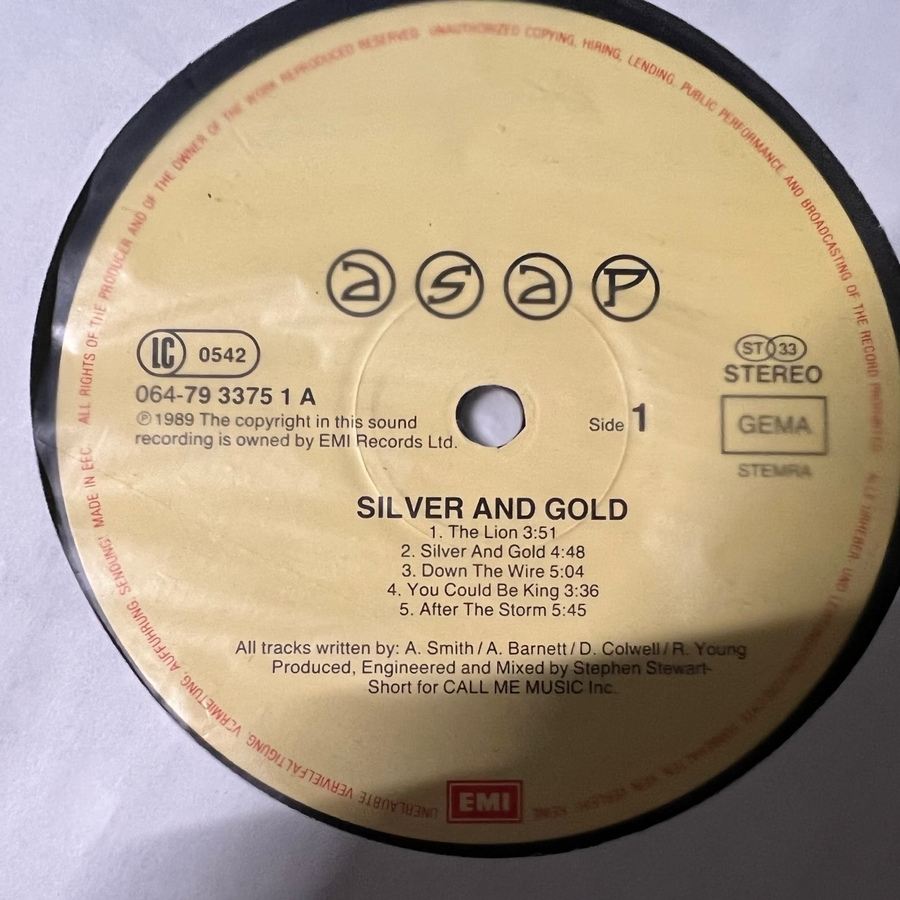 ALL RIGHTS OF THE PRODUCER AND OF THE OWNER OF THE WORK REPRODUCED RESERVED. UNAUTHORIZED COPYING, HIRING, LENDING, PUBLIC PERFORMANCE AND BROADCASTING OF THE RECORD PROHIBITED
asap
LC 0542
064-79 3375 1 A
℗ 1989 The copyright in this sound
recording is owned by EMI Records Ltd.
Side 1
ST 33
STEREO
GEMA
STEMRA
SILVER AND GOLD
1. The Lion 3:51
2. Silver And Gold 4:48
3. Down The Wire 5:04
4. You Could Be King 3:36
5. After The Storm 5:45
All tracks written by: A. Smith / A. Barnett / D. Colwell / R. Young
Produced, Engineered and Mixed by Stephen Stewart-
Short for CALL ME MUSIC Inc.
EMI
UNERLAUBTE VERVIELFÄLTIGUNG, VERMIETUNG, AUFFÜHRUNG, SENDUNG! MADE IN EEC